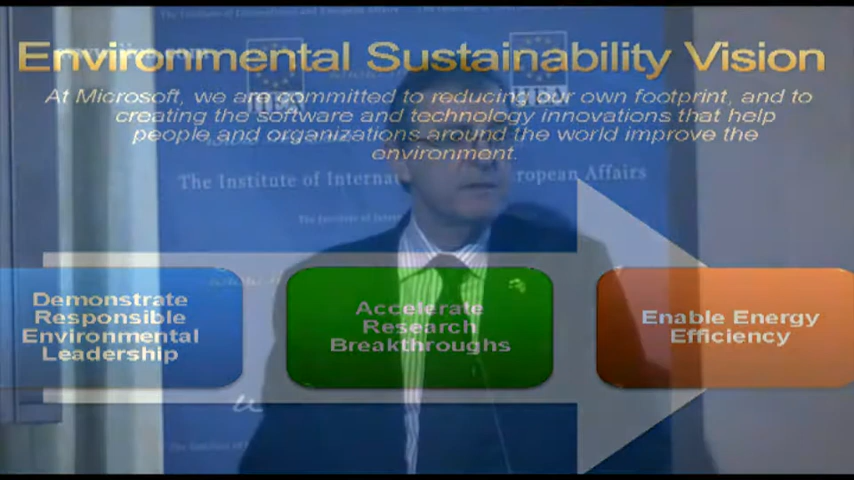 Environmental Sustainability Vision
At Microsoft, we are committed to reducing our own footprint, and to
creating the software and technology innovations that help
people and organizations around the world improve the
environment.
The Institute of Interna ropean Affairs
Demonstrate
Responsible
Environmental
Leadership
Accelerate
Research
Breakthroughs
Enable Energy
Efficiency